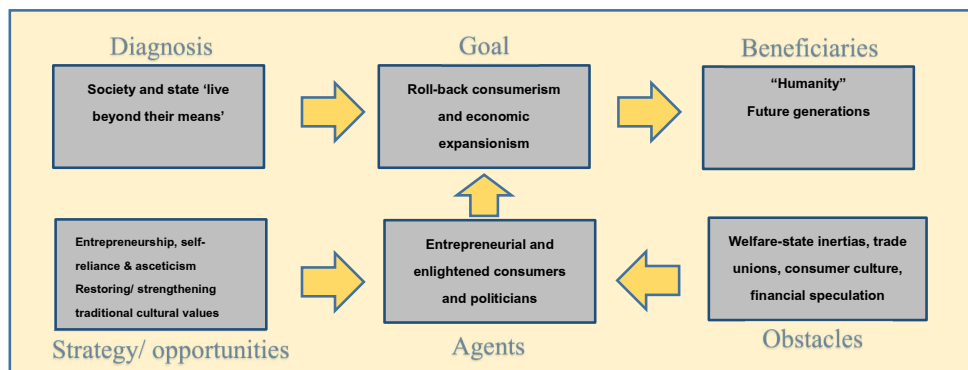 Diagnosis
Goal
Beneficiaries
Society and state ‘live
beyond their means’
Roll-back consumerism
and economic
expansionism
“Humanity”
Future generations
Entrepreneurship, self-
reliance & asceticism
Restoring/ strengthening
traditional cultural values
Entrepreneurial and
enlightened consumers
and politicians
Welfare-state inertias, trade
unions, consumer culture,
financial speculation
Strategy/ opportunities
Agents
Obstacles